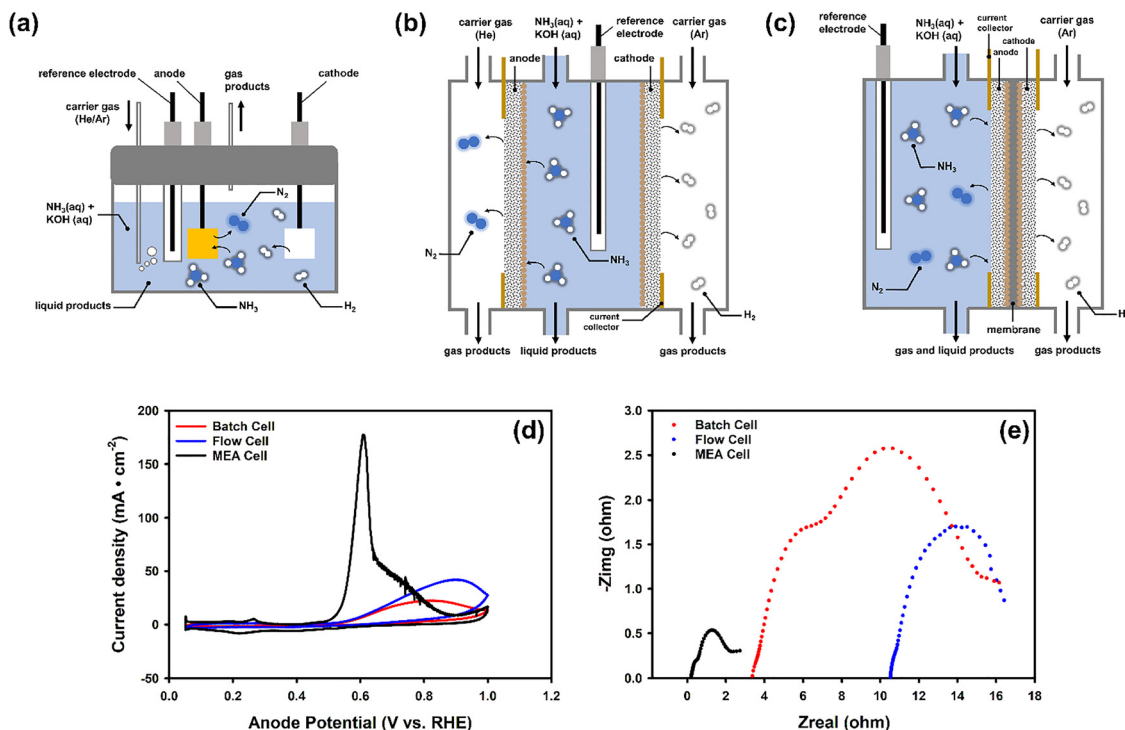 (a)
reference electrode
anode
gas
products
cathode
carrier gas
(He/Ar)
N2
NH3(aq) +
KOH (aq)
liquid products
NH3
H2
(b)
carrier gas
(He)
NH3(aq) +
KOH (aq)
reference
electrode
carrier gas
(Ar)
anode
cathode
N2
NH3
H2
current
collector
gas products
liquid products
gas products
(c)
reference
electrode
NH3(aq) +
KOH (aq)
current
collector
cathode
anode
carrier gas
(Ar)
NH3
N2
H
membrane
gas and liquid products
gas products
(d)
Batch Cell
Flow Cell
MEA Cell
Current density (mA • cm-2)
200
150
100
50
0
-50
0.0 0.2 0.4 0.6 0.8 1.0
Anode Potential (V vs. RHE)
(e)
Batch Cell
Flow Cell
MEA Cell
-Zimg (ohm)
3.0
2.5
2.0
1.5
1.0
0.5
0.0
0 2 4 6 8 10 12 14 16 18
Zreal (ohm)